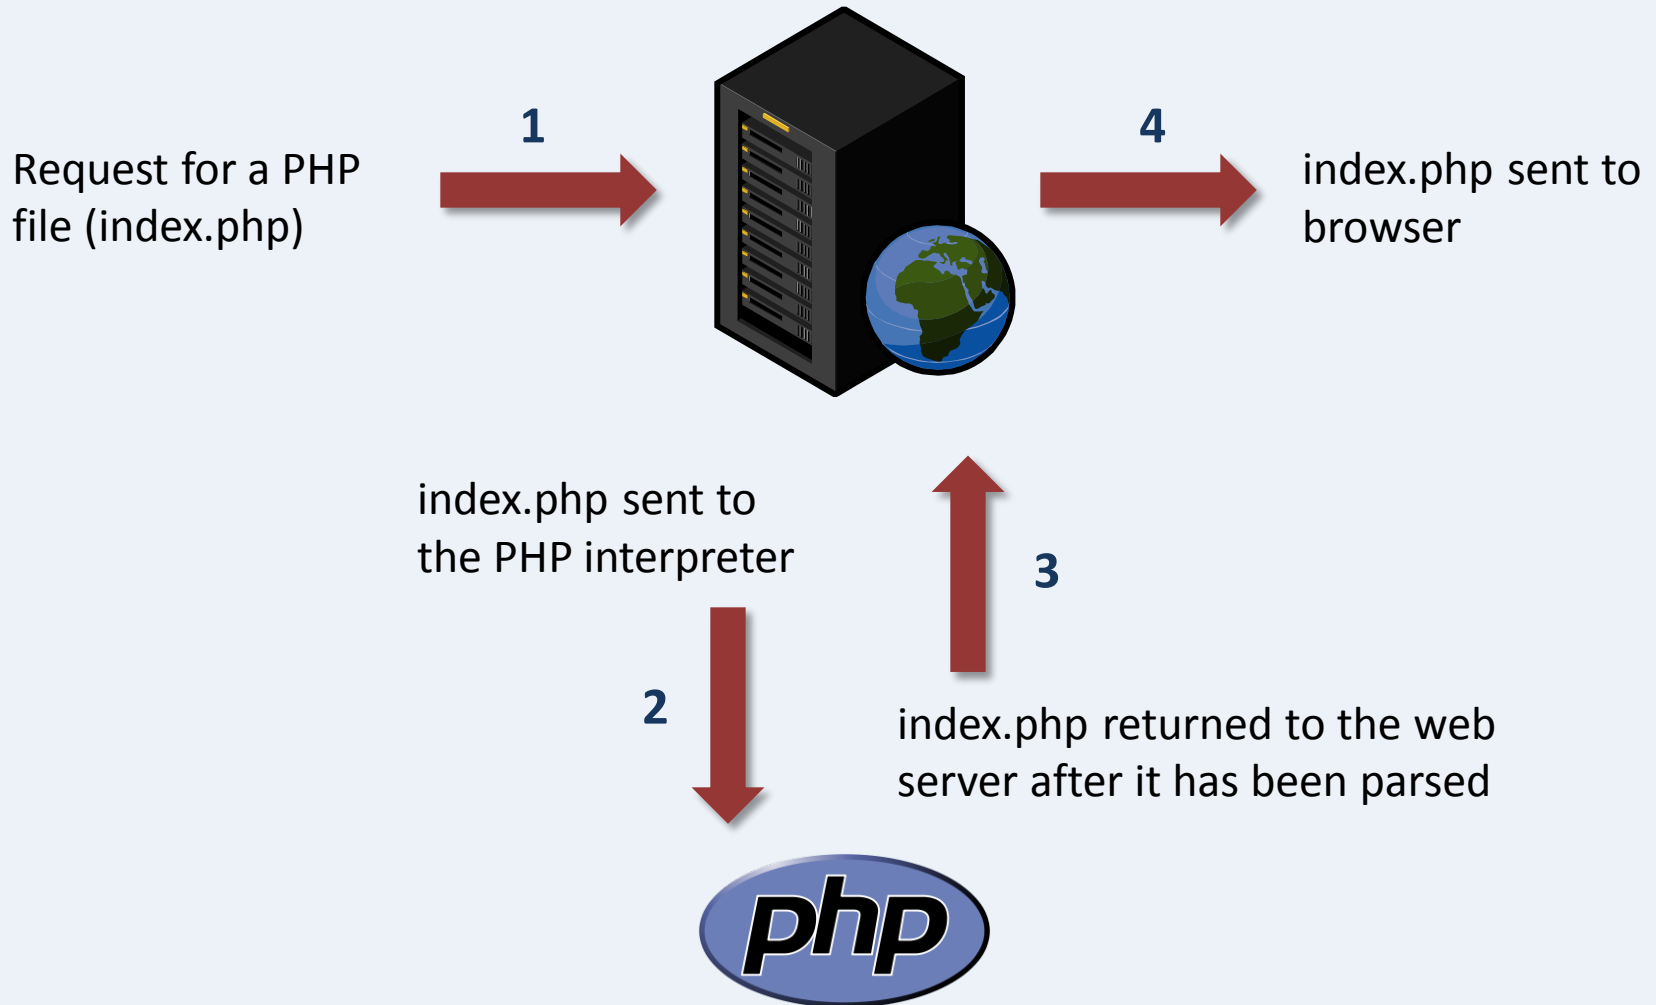 1
Request for a PHP
file (index.php)
4
index.php sent to
browser
index.php sent to
the PHP interpreter
2
3
index.php returned to the web
server after it has been parsed
php